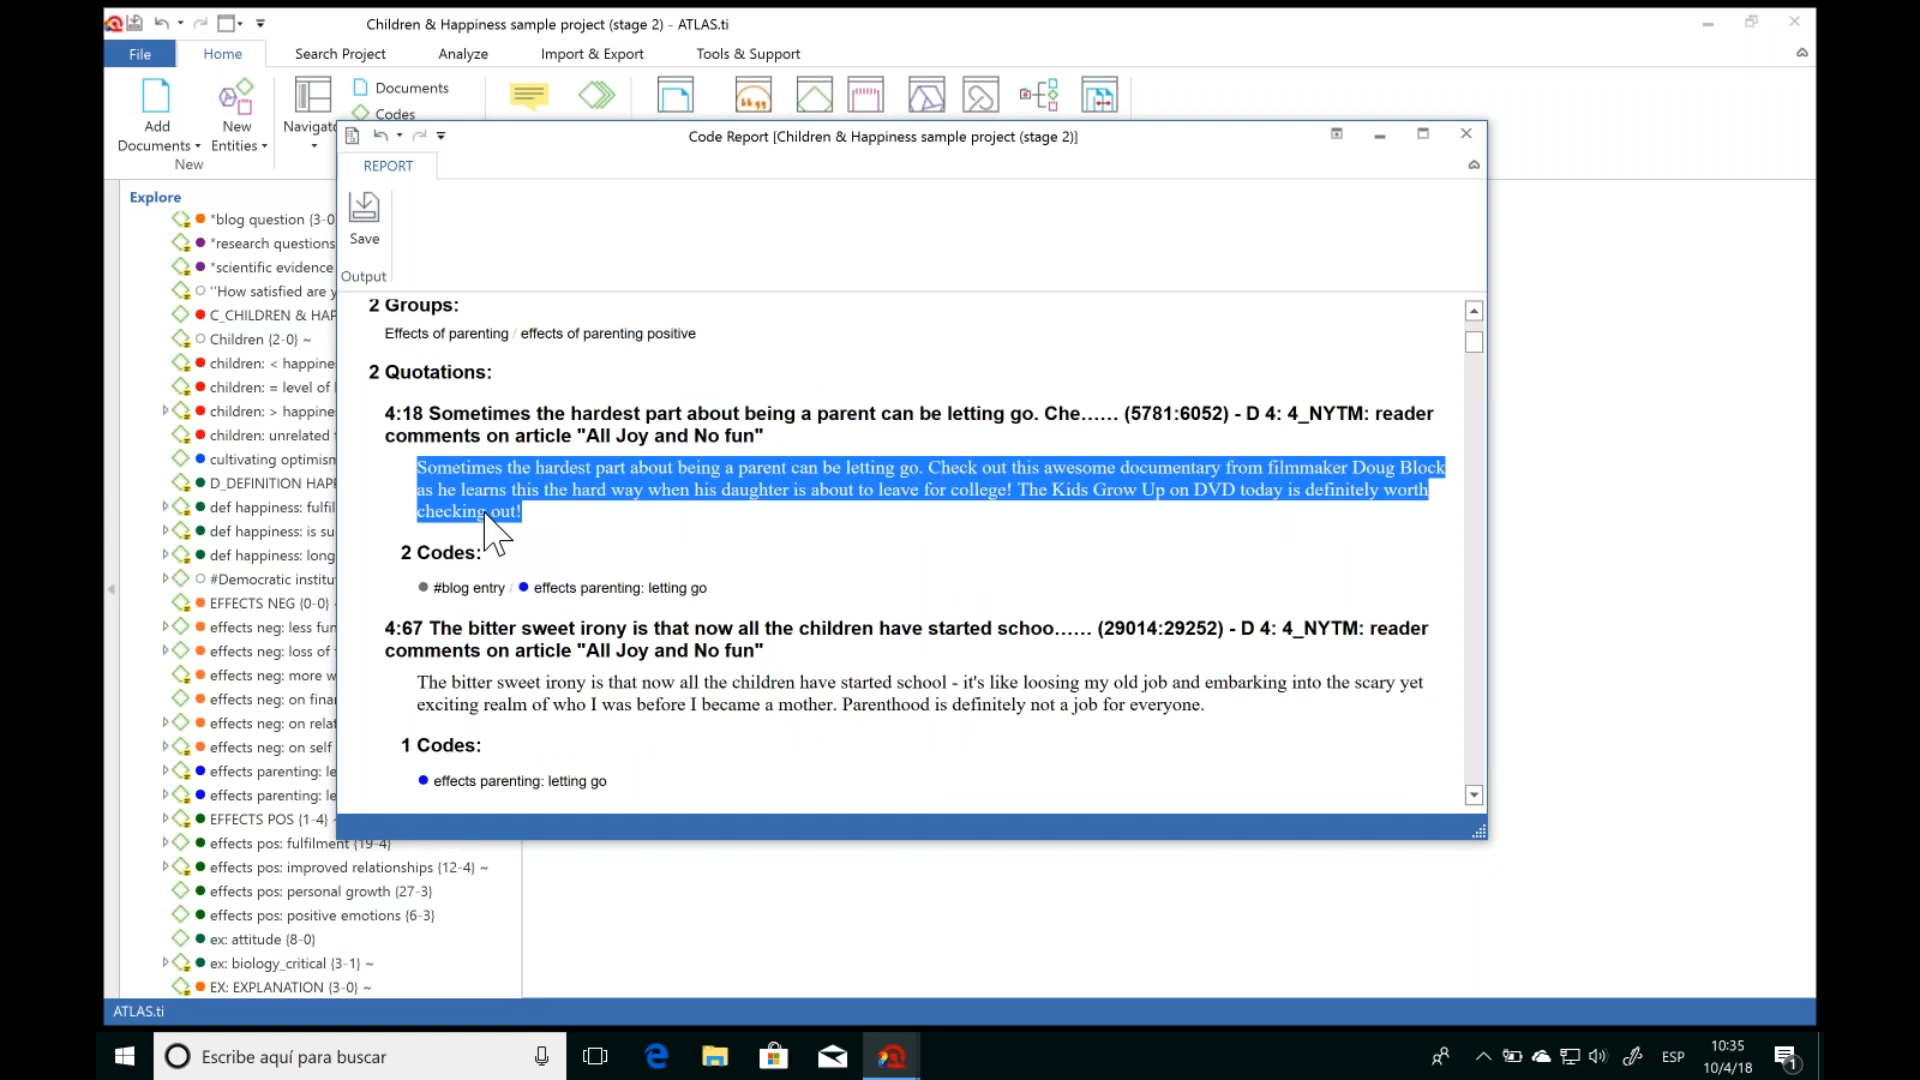 Children & Happiness sample project (stage 2) - ATLAS.ti
File Home Search Project Analyze Import & Export Tools & Support
Add Documents
New Entities
Navigato
Documents
Codes
New
Code Report [Children & Happiness sample project (stage 2)]
REPORT
Save
Output
Explore
*blog question {3-0
*research questions
*scientific evidence
"How satisfied are y
C_CHILDREN & HAP
Children {2-0} ~
children: < happine
children: = level of
children: > happine
children: unrelated
cultivating optimism
D_DEFINITION HAP
def happiness: fulfil
def happiness: is su
def happiness: long
#Democratic institu
EFFECTS NEG {0-0}
effects neg: less fun
effects neg: loss of
effects neg: more w
effects neg: on finan
effects neg: on relat
effects neg: on self
effects parenting: le
effects parenting: le
EFFECTS POS {1-4}
effects pos: fulfilment {19-4}
effects pos: improved relationships {12-4} ~
effects pos: personal growth {27-3}
effects pos: positive emotions {6-3}
ex: attitude {8-0}
ex: biology_critical {3-1} ~
EX: EXPLANATION {3-0} ~
2 Groups:
Effects of parenting / effects of parenting positive
2 Quotations:
4:18 Sometimes the hardest part about being a parent can be letting go. Che…… (5781:6052) - D 4: 4_NYTM: reader
comments on article "All Joy and No fun"
Sometimes the hardest part about being a parent can be letting go. Check out this awesome documentary from filmmaker Doug Block
as he learns this the hard way when his daughter is about to leave for college! The Kids Grow Up on DVD today is definitely worth
checking out!
2 Codes:
#blog entry / effects parenting: letting go
4:67 The bitter sweet irony is that now all the children have started schoo…… (29014:29252) - D 4: 4_NYTM: reader
comments on article "All Joy and No fun"
The bitter sweet irony is that now all the children have started school - it's like loosing my old job and embarking into the scary yet
exciting realm of who I was before I became a mother. Parenthood is definitely not a job for everyone.
1 Codes:
effects parenting: letting go
ATLAS.ti
Escribe aquí para buscar
ESP
10:35
10/4/18
1